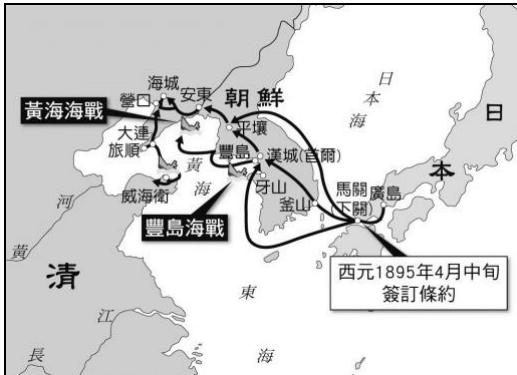 海城
營口
安東
朝鮮
日本海
日本
黃海海戰
大連
旅順
平壤
漢城(首爾)
豐島
黃海
牙山
威海衛
釜山
馬關
(下關)
廣島
豐島海戰
黃河
清
西元1895年4月中旬
簽訂條約
東海
長江